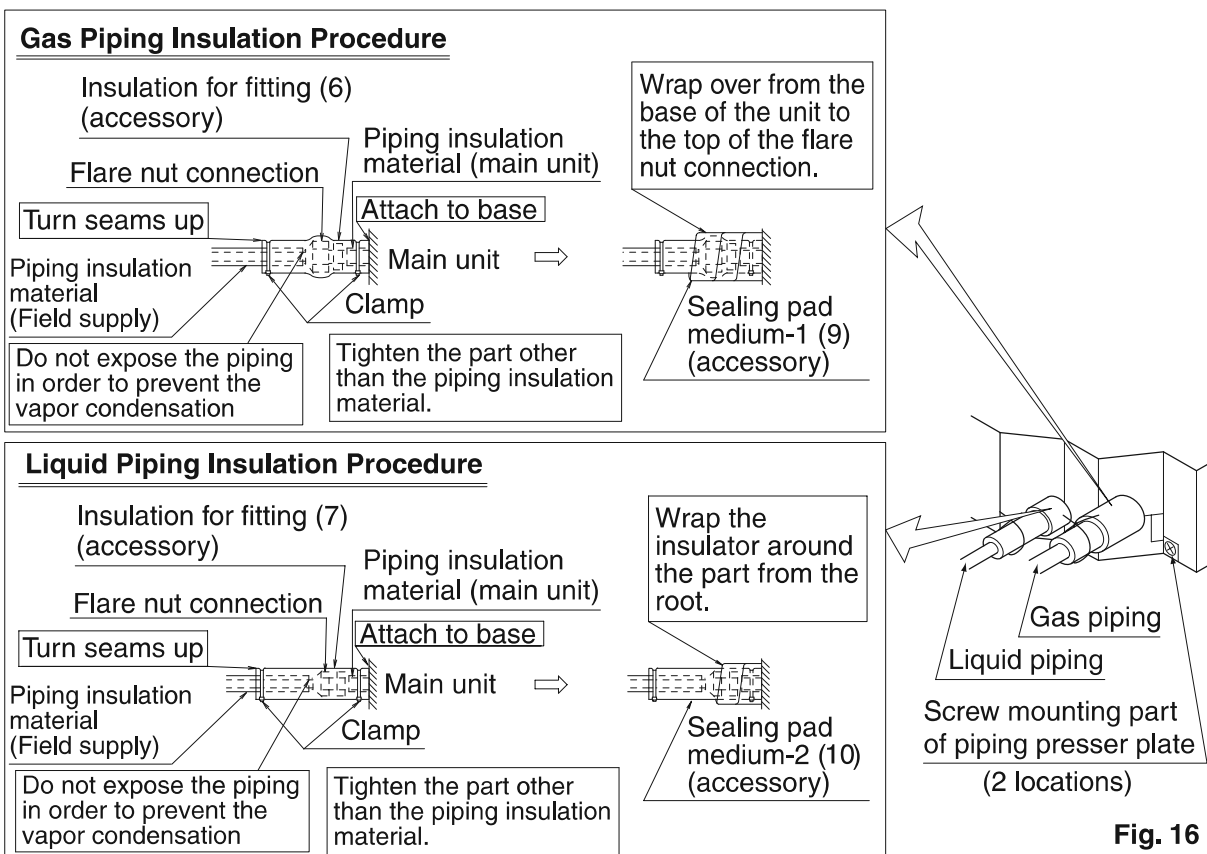 Gas Piping Insulation Procedure
Insulation for fitting (6)
(accessory)
Flare nut connection
Piping insulation
material (main unit)
Turn seams up
Attach to base
Piping insulation
material
(Field supply)
Main unit
Clamp
Do not expose the piping
in order to prevent the
vapor condensation
Tighten the part other
than the piping insulation
material.
Wrap over from the
base of the unit to
the top of the flare
nut connection.
Sealing pad
medium-1 (9)
(accessory)
Liquid Piping Insulation Procedure
Insulation for fitting (7)
(accessory)
Flare nut connection
Piping insulation
material (main unit)
Turn seams up
Attach to base
Piping insulation
material
(Field supply)
Main unit
Clamp
Do not expose the piping
in order to prevent the
vapor condensation
Tighten the part other
than the piping insulation
material.
Wrap the
insulator around
the part from the
root.
Sealing pad
medium-2 (10)
(accessory)
Gas piping
Liquid piping
Screw mounting part
of piping presser plate
(2 locations)
Fig. 16